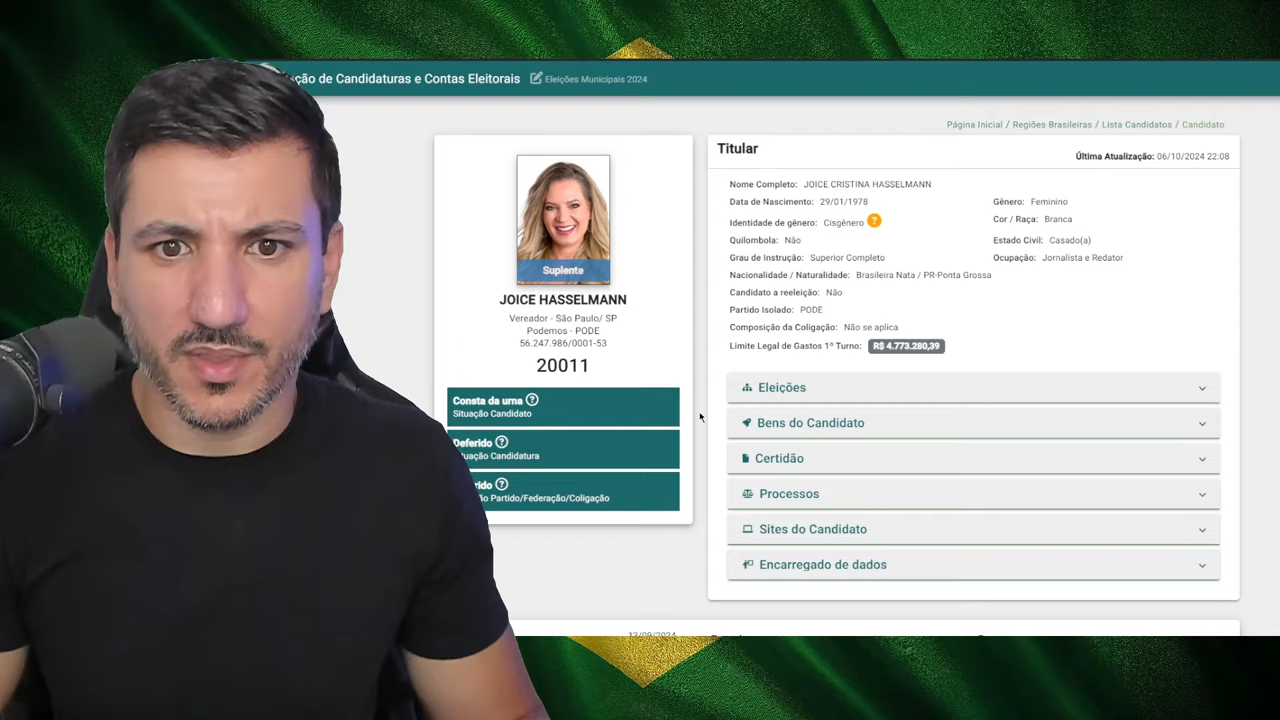 ção de Candidaturas e Contas Eleitorais Eleições Municipais 2024
Página Inicial / Regiões Brasileiras / Lista Candidatos / Candidato
Suplente
JOICE HASSELMANN
Vereador - São Paulo/ SP
Podemos - PODE
56.247.986/0001-53
20011
Consta da urna ?
Situação Candidato
Deferido ?
uação Candidatura
rido ?
o Partido/Federação/Coligação
Titular
Última Atualização: 06/10/2024 22:08
Nome Completo: JOICE CRISTINA HASSELMANN
Data de Nascimento: 29/01/1978 Gênero: Feminino
Identidade de gênero: Cisgênero ? Cor / Raça: Branca
Quilombola: Não Estado Civil: Casado(a)
Grau de Instrução: Superior Completo Ocupação: Jornalista e Redator
Nacionalidade / Naturalidade: Brasileira Nata / PR-Ponta Grossa
Candidato a reeleição: Não
Partido Isolado: PODE
Composição da Coligação: Não se aplica
Limite Legal de Gastos 1º Turno: R$ 4.773.280,39
Eleições
Bens do Candidato
Certidão
Processos
Sites do Candidato
Encarregado de dados
13/09/2024